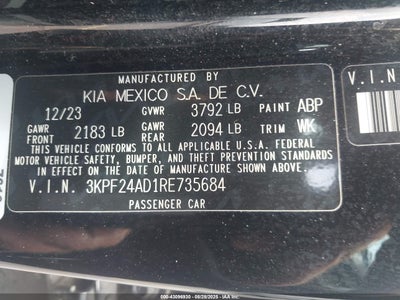 MANUFACTURED BY
KIA MEXICO S.A. DE C.V.
12/23 GVWR 3792 LB PAINT ABP
GAWR FRONT 2183 LB GAWR REAR 2094 LB TRIM WK
THIS VEHICLE CONFORMS TO ALL APPLICABLE U.S.A. FEDERAL
MOTOR VEHICLE SAFETY, BUMPER, AND THEFT PREVENTION STANDARDS
IN EFFECT ON THE DATE OF MANUFACTURE SHOWN ABOVE.
V.I.N. 3KPF24AD1RE735684
PASSENGER CAR
V.I.N.